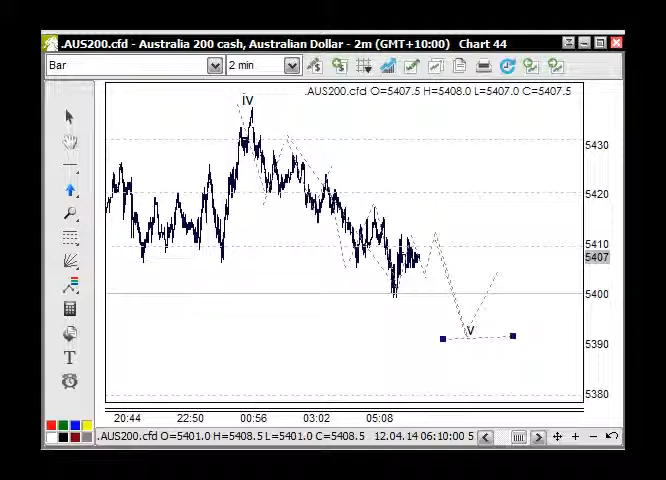 .AUS200.cfd - Australia 200 cash, Australian Dollar - 2m (GMT+10:00) Chart 44
Bar 2 min
.AUS200.cfd O=5407.5 H=5408.0 L=5407.0 C=5407.5
iv
5430
5420
5410
5407
5400
v
5390
5380
20:44 22:50 00:56 03:02 05:08
.AUS200.cfd O=5401.0 H=5408.5 L=5401.0 C=5408.5 12.04.14 06:10:00 5